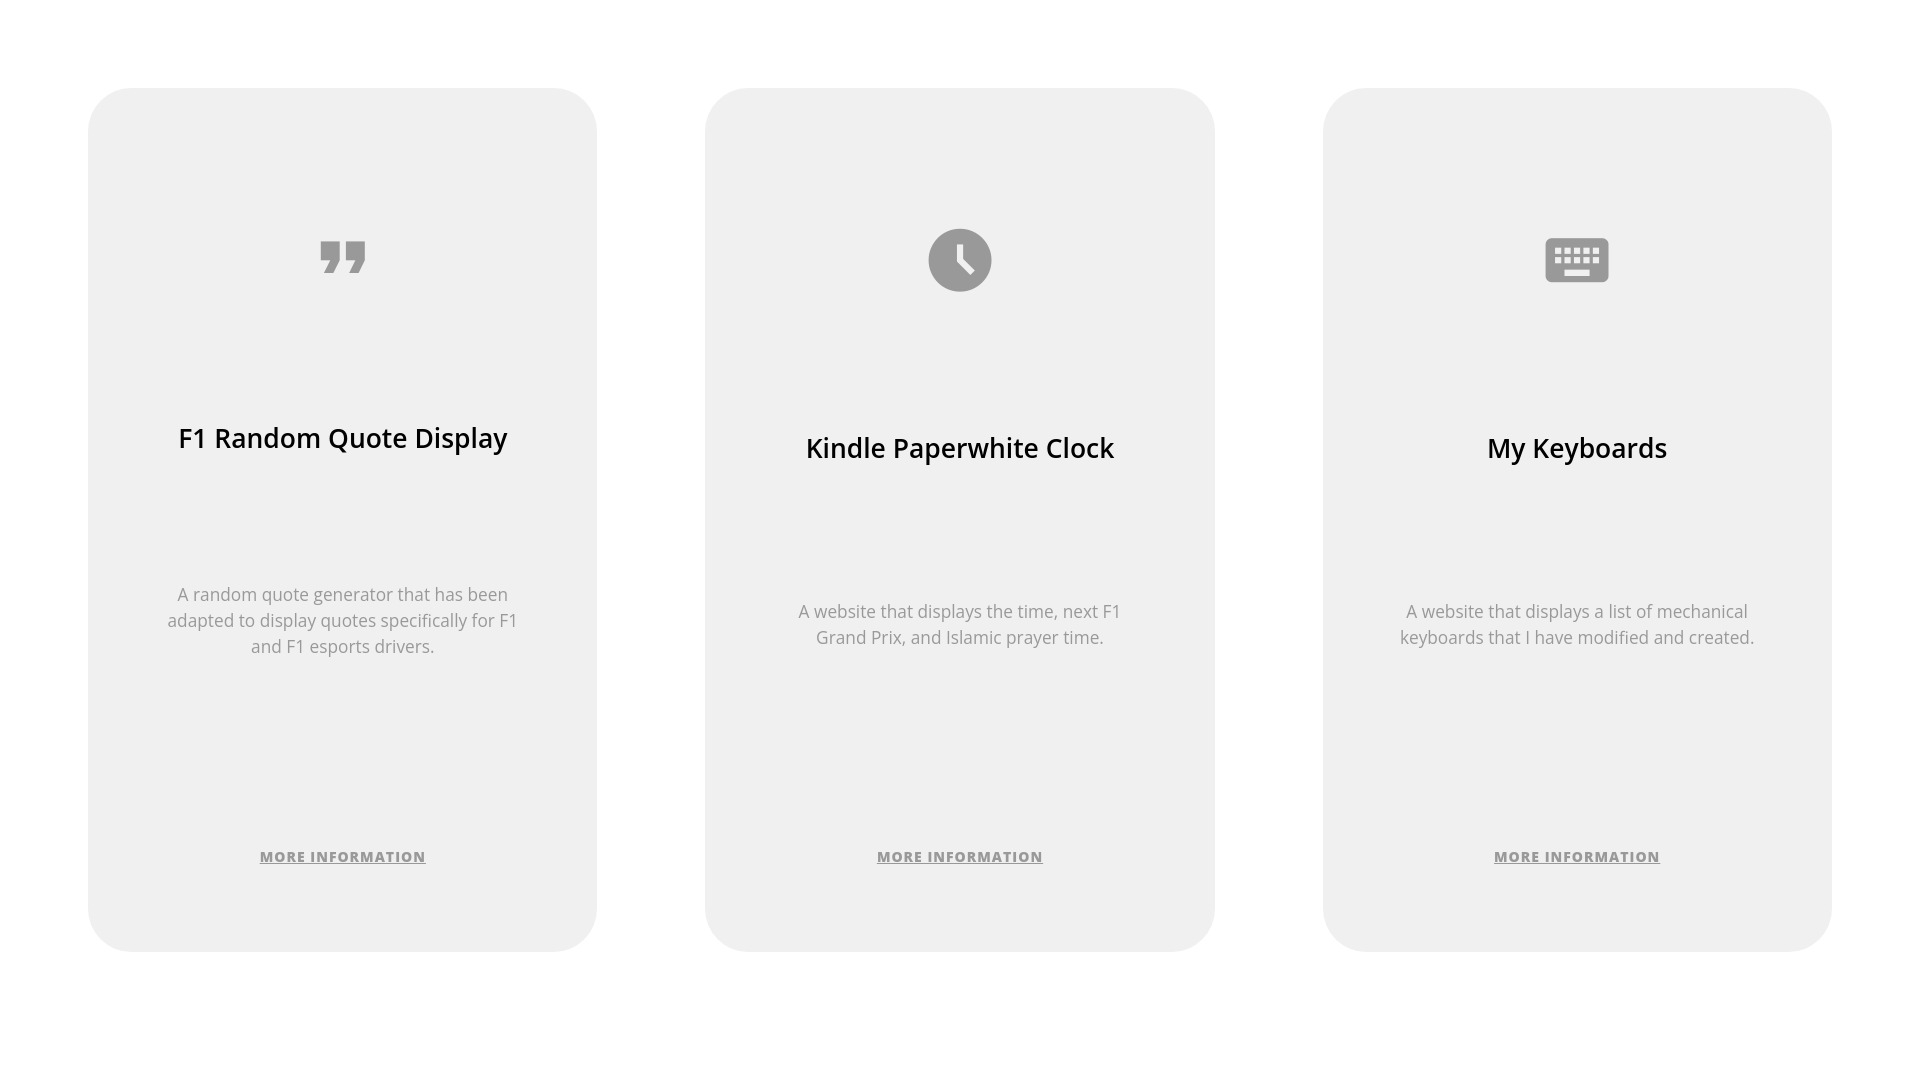 F1 Random Quote Display
A random quote generator that has been
adapted to display quotes specifically for F1
and F1 esports drivers.
MORE INFORMATION
Kindle Paperwhite Clock
A website that displays the time, next F1
Grand Prix, and Islamic prayer time.
MORE INFORMATION
My Keyboards
A website that displays a list of mechanical
keyboards that I have modified and created.
MORE INFORMATION